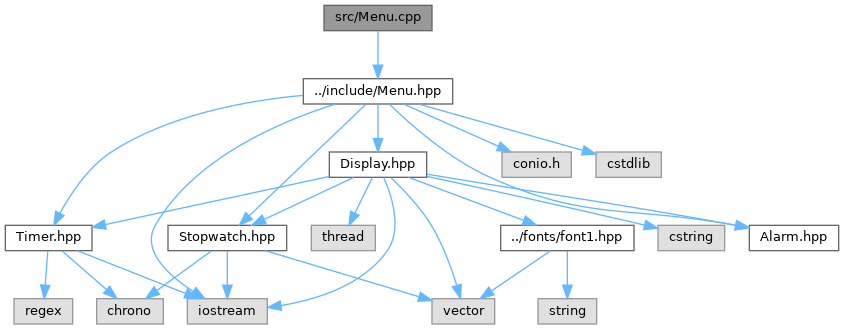 src/Menu.cpp
../include/Menu.hpp
Display.hpp
conio.h
cstdlib
Timer.hpp
Stopwatch.hpp
thread
../fonts/font1.hpp
cstring
Alarm.hpp
regex
chrono
iostream
vector
string